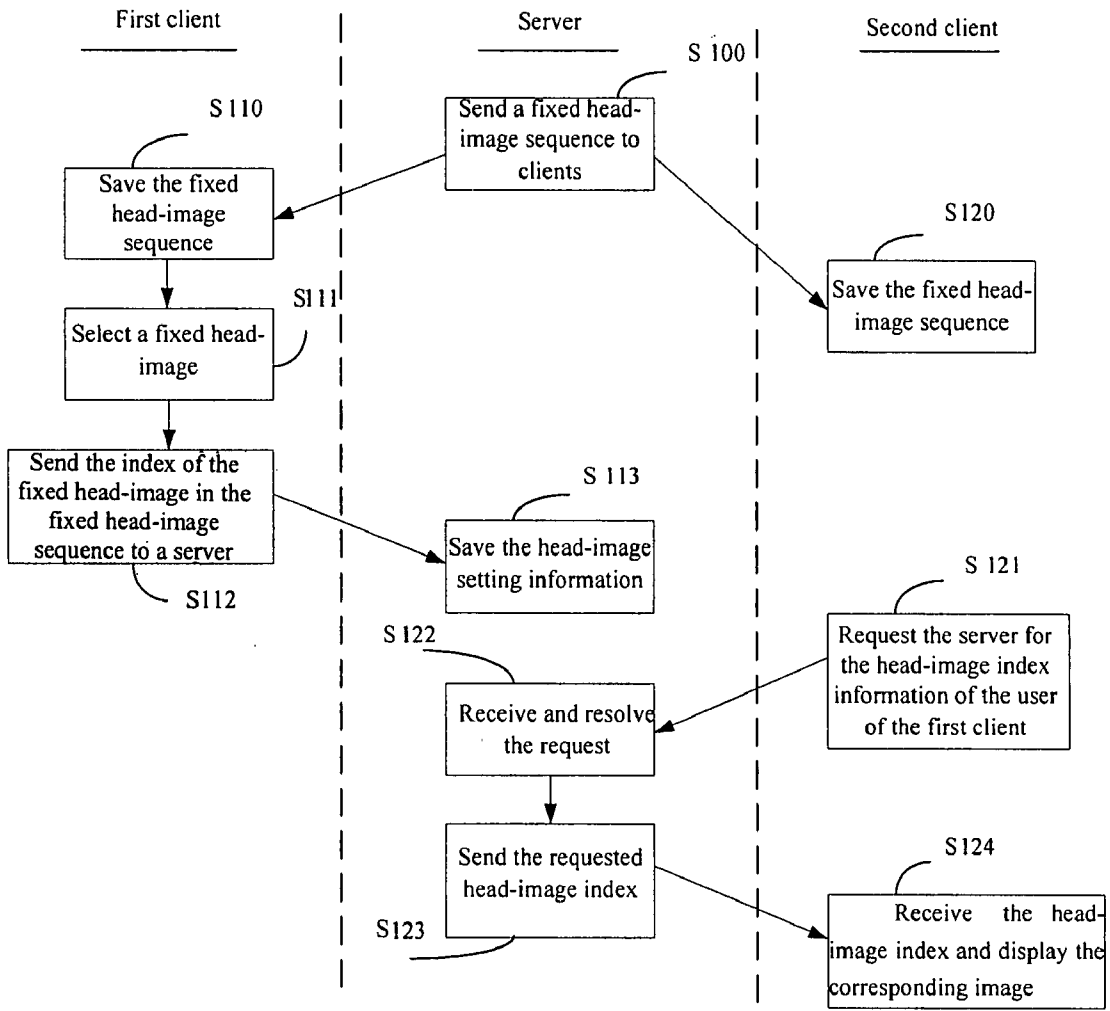 First client
Server
Second client
S 100
Send a fixed head-
image sequence to
clients
S 110
Save the fixed
head-image
sequence
S120
Save the fixed head-
image sequence
S111
Select a fixed head-
image
Send the index of the
fixed head-image in the
fixed head-image
sequence to a server
S112
S 113
Save the head-image
setting information
S 121
Request the server for
the head-image index
information of the user
of the first client
S 122
Receive and resolve
the request
Send the requested
head-image index
S123
S124
Receive the head-
image index and display the
corresponding image